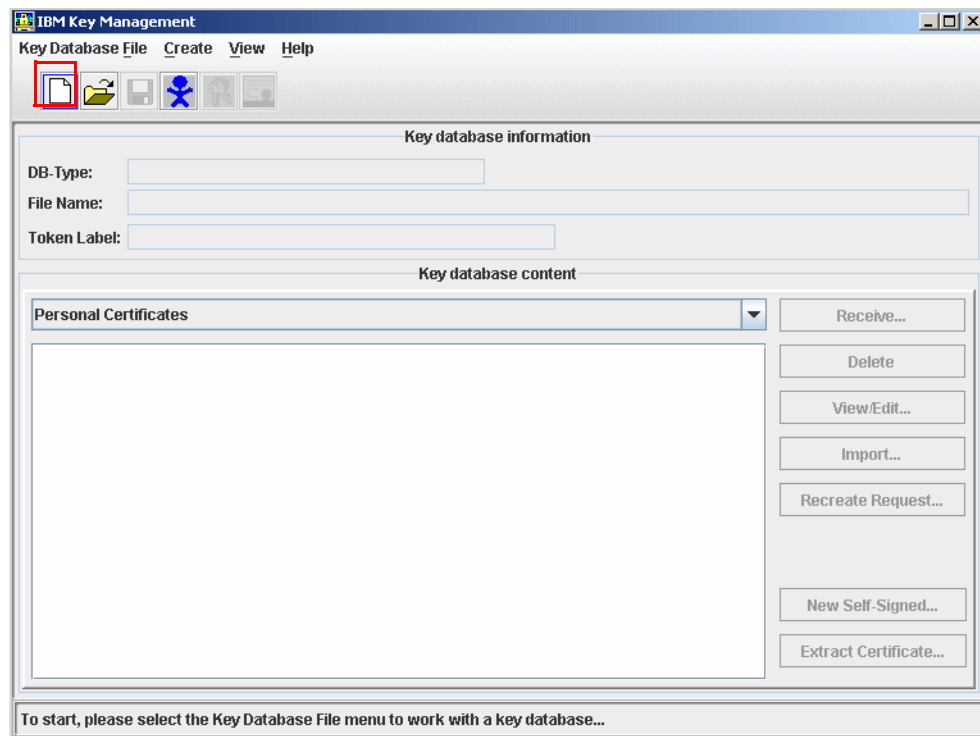 IBM Key Management
Key Database File Create View Help
Key database information
DB-Type:
File Name:
Token Label:
Key database content
Personal Certificates
Receive...
Delete
View/Edit...
Import...
Recreate Request...
New Self-Signed...
Extract Certificate...
To start, please select the Key Database File menu to work with a key database...